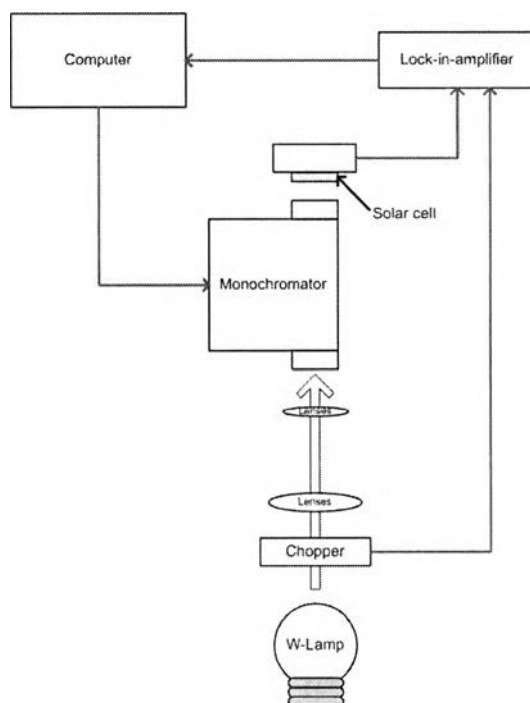 Computer
Lock-in-amplifier
Solar cell
Monochromator
Lenses
Lenses
Chopper
W-Lamp